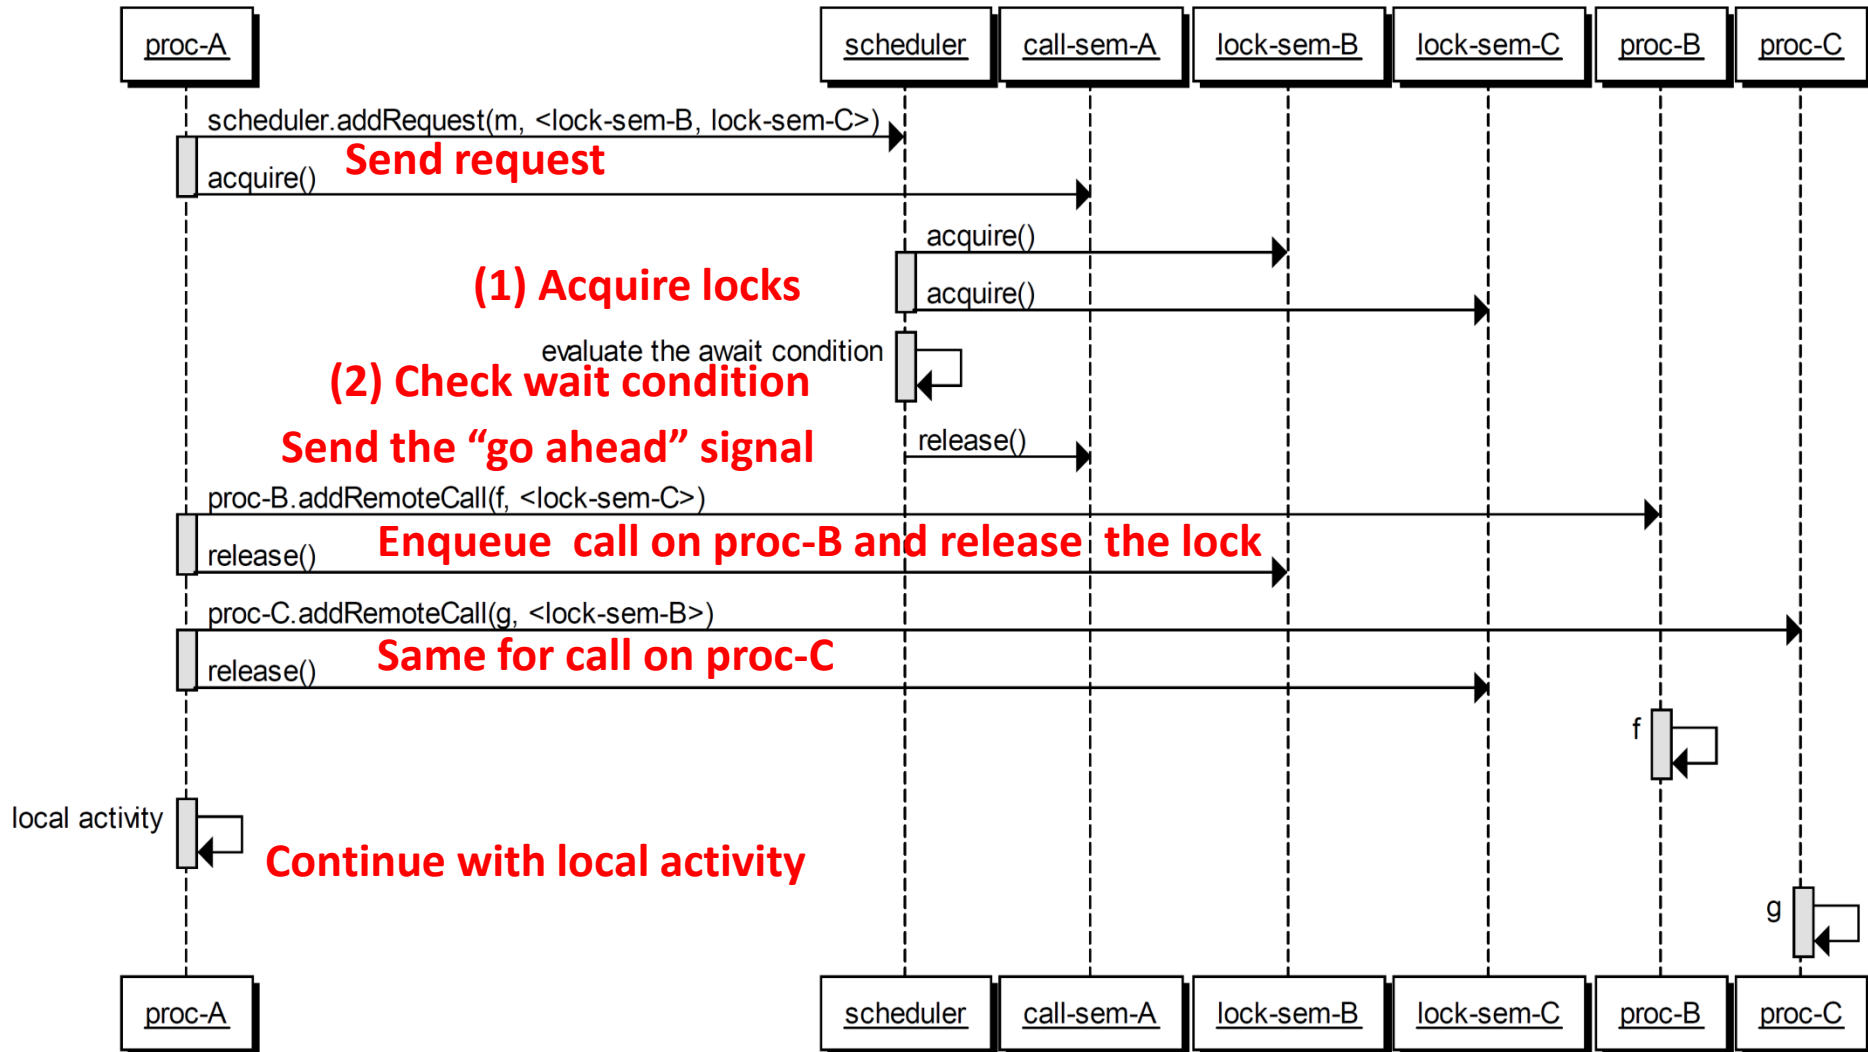 proc-A
scheduler
call-sem-A
lock-sem-B
lock-sem-C
proc-B
proc-C
scheduler.addRequest(m, <lock-sem-B, lock-sem-C>)
Send request
acquire()
acquire()
(1) Acquire locks
acquire()
evaluate the await condition
(2) Check wait condition
Send the “go ahead” signal
release()
proc-B.addRemoteCall(f, <lock-sem-C>)
Enqueue call on proc-B and release the lock
release()
proc-C.addRemoteCall(g, <lock-sem-B>)
Same for call on proc-C
release()
f
local activity
Continue with local activity
g
proc-A
scheduler
call-sem-A
lock-sem-B
lock-sem-C
proc-B
proc-C